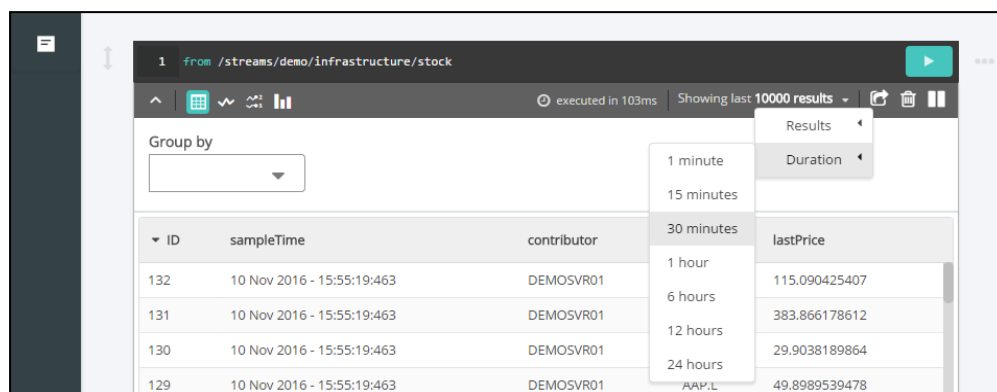 1 from /streams/demo/infrastructure/stock
executed in 103ms Showing last 10000 results
Results
Duration
1 minute
15 minutes
30 minutes
1 hour
6 hours
12 hours
24 hours
Group by
ID sampleTime contributor lastPrice
132 10 Nov 2016 - 15:55:19:463 DEMOSVR01 115.090425407
131 10 Nov 2016 - 15:55:19:463 DEMOSVR01 383.866178612
130 10 Nov 2016 - 15:55:19:463 DEMOSVR01 29.9038189864
129 10 Nov 2016 - 15:55:19:463 DEMOSVR01 AAP.L 49.8989539478